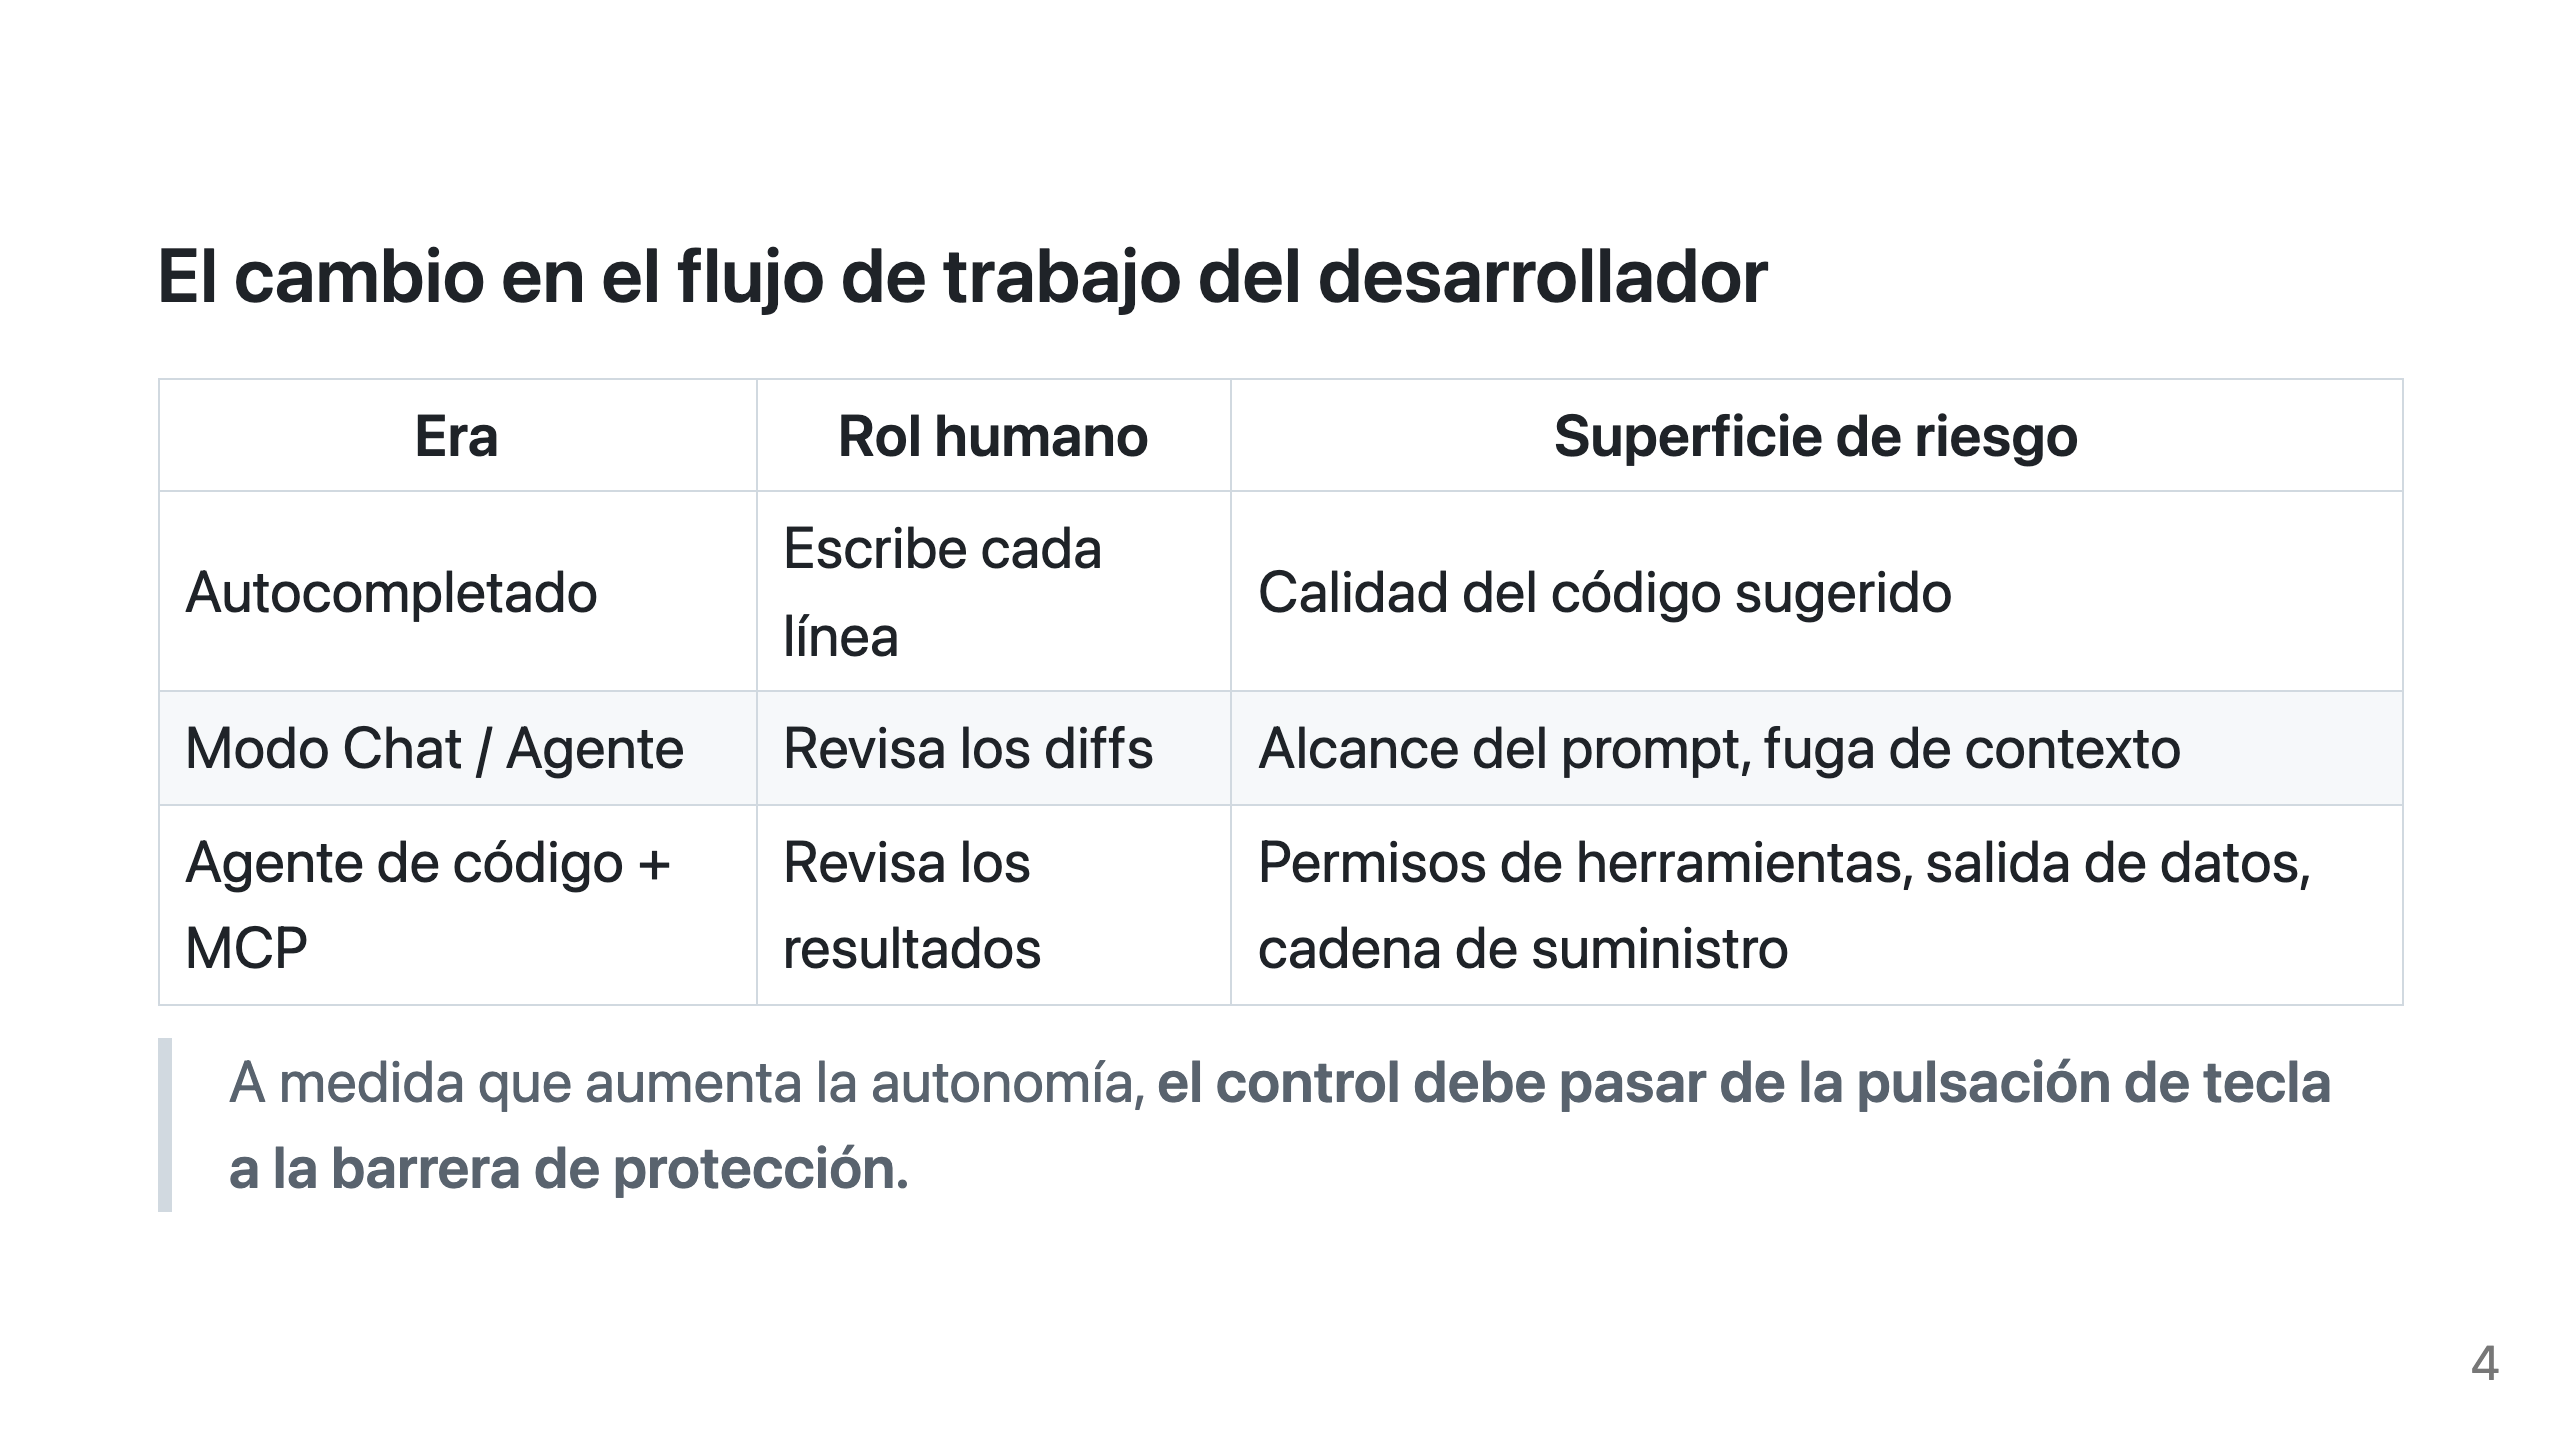 El cambio en el flujo de trabajo del desarrollador
Era
Rol humano
Superficie de riesgo
Autocompletado
Escribe cada
línea
Calidad del código sugerido
Modo Chat / Agente
Revisa los diffs
Alcance del prompt, fuga de contexto
Agente de código +
MCP
Revisa los
resultados
Permisos de herramientas, salida de datos,
cadena de suministro
A medida que aumenta la autonomía, el control debe pasar de la pulsación de tecla
a la barrera de protección.
4